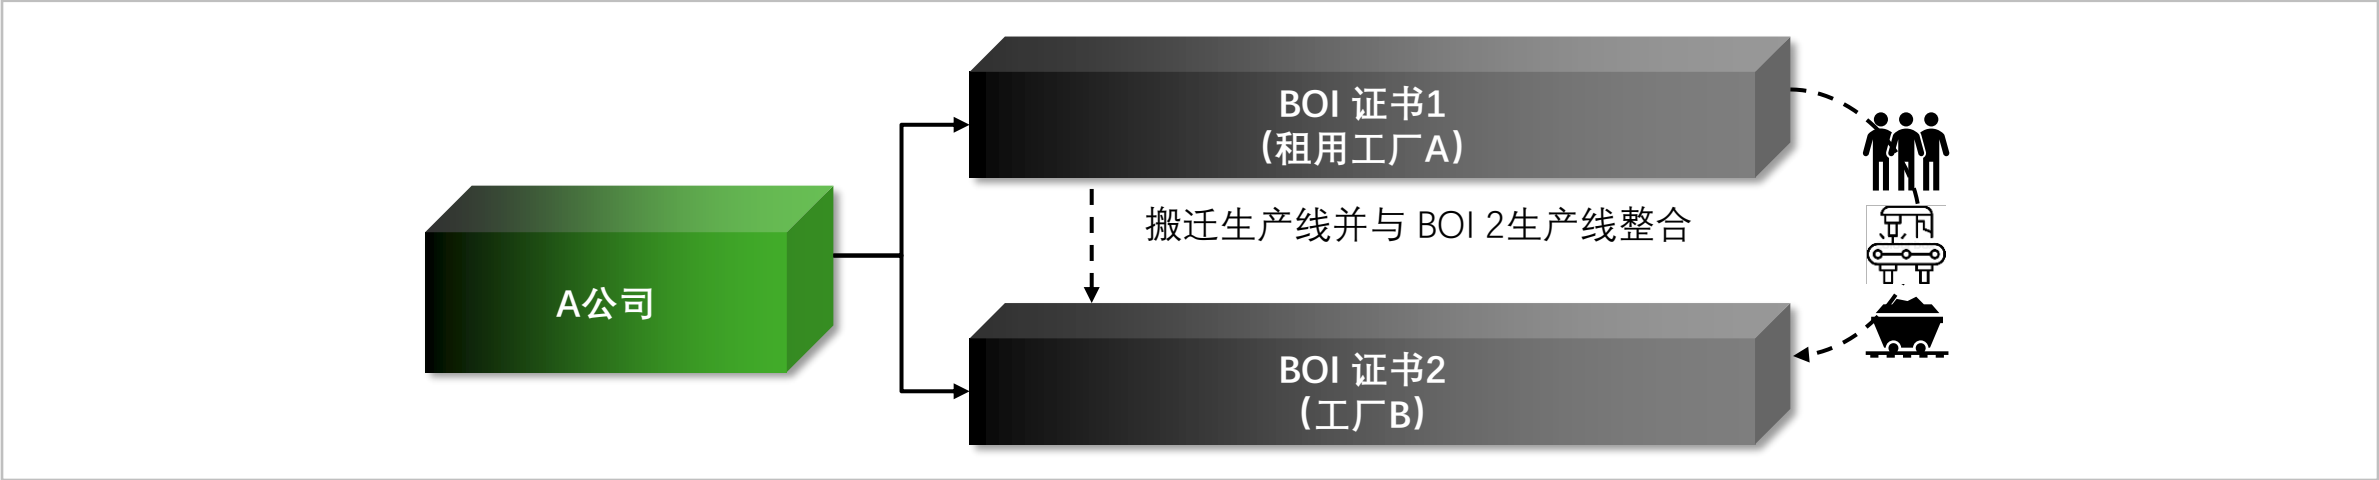 BOI 证书1
(租用工厂A)
搬迁生产线并与 BOI 2生产线整合
A公司
BOI 证书2
(工厂B)